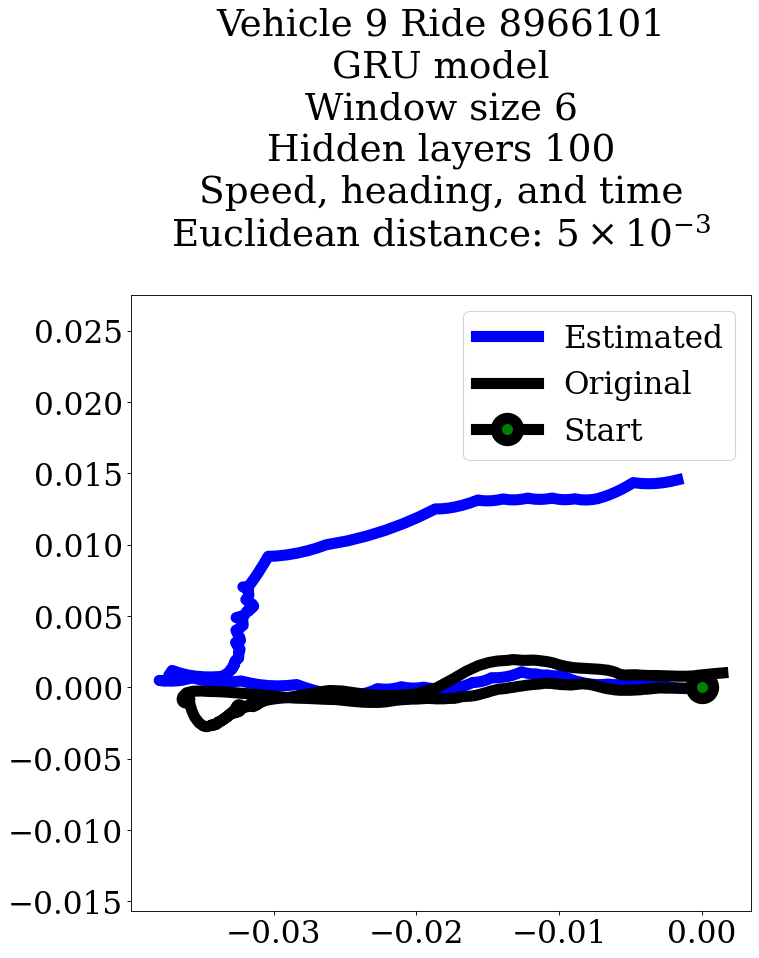 Vehicle 9 Ride 8966101
GRU model
Window size 6
Hidden layers 100
Speed, heading, and time
Euclidean distance: 5 × 10⁻³
Estimated
Original
Start
0.025
0.020
0.015
0.010
0.005
0.000
−0.005
−0.010
−0.015
−0.03 −0.02 −0.01 0.00